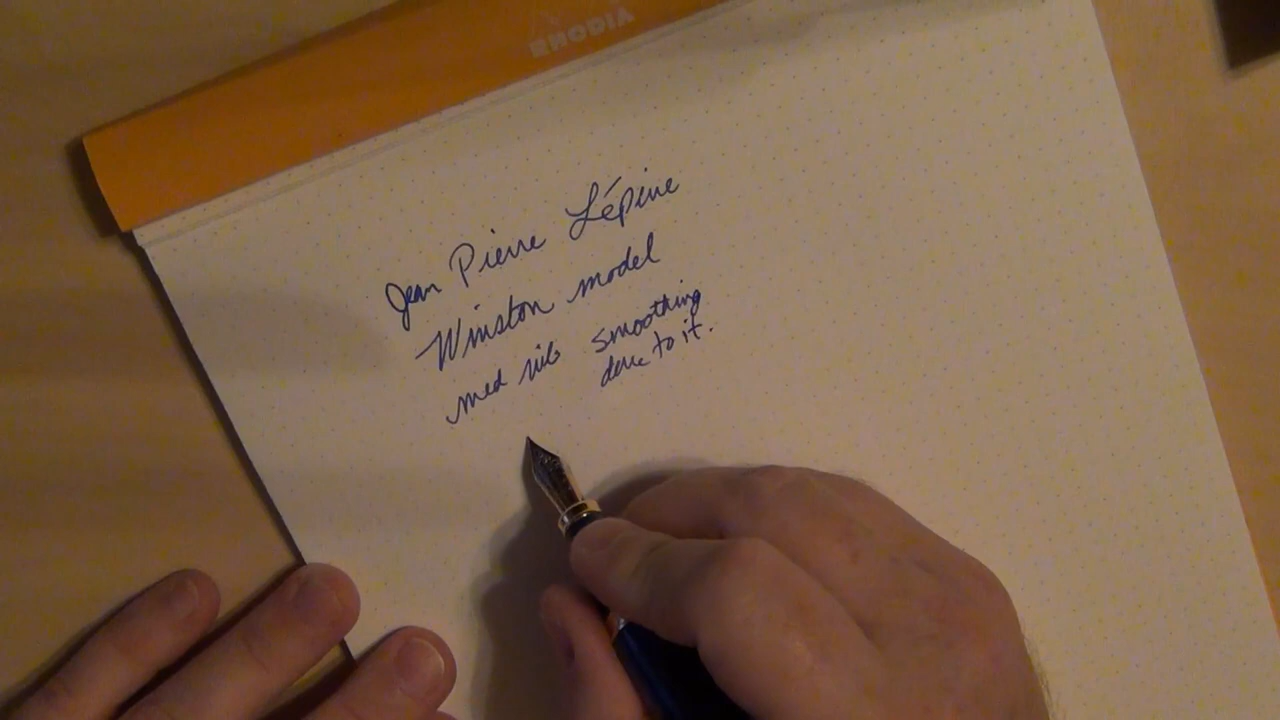 RHODIA
Jean Pierre Lépine
Winston model
med nib smoothing
done to it.